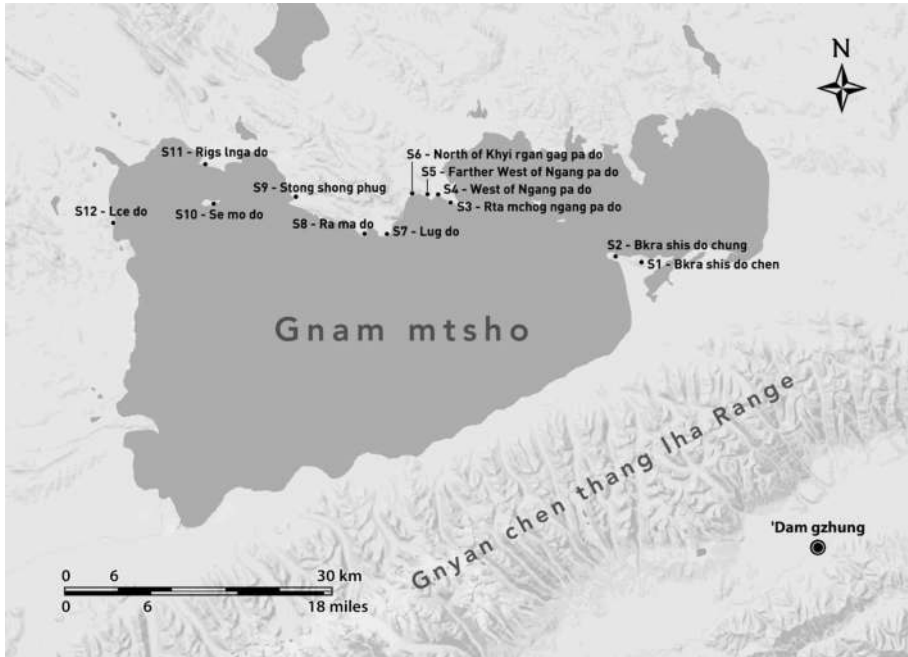 N
S6 - North of Khyi rgan gag pa do
S11 - Rigs lnga do
S5 - Farther West of Ngang pa do
S9 - Stong shong phug
S4 - West of Ngang pa do
S3 - Rta mchog ngang pa do
S12 - Lce do
S10 - Se mo do
S8 - Ra ma do
S7 - Lug do
S2 - Bkra shis do chung
S1 - Bkra shis do chen
Gnam mtsho
Gnyan chen thang lha Range
'Dam gzhung
0 6 30 km
0 6 18 miles